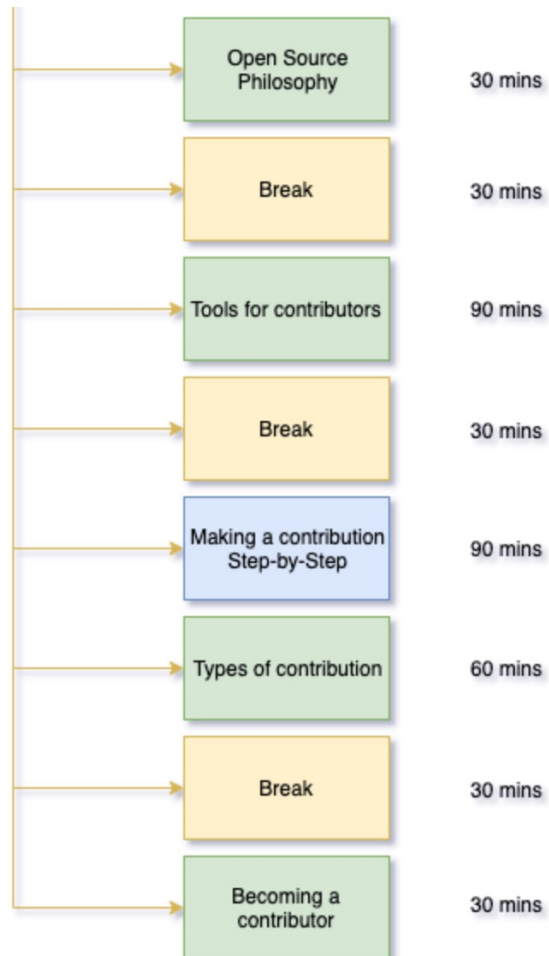 Open Source
Philosophy
30 mins
Break
30 mins
Tools for contributors
90 mins
Break
30 mins
Making a contribution
Step-by-Step
90 mins
Types of contribution
60 mins
Break
30 mins
Becoming a
contributor
30 mins